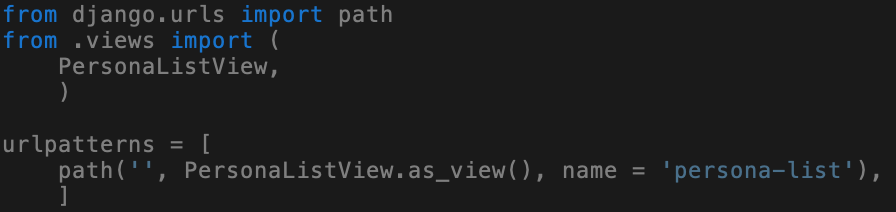 from django.urls import path
from .views import (
    PersonaListView,
    )

urlpatterns = [
    path('', PersonaListView.as_view(), name = 'persona-list'),
    ]